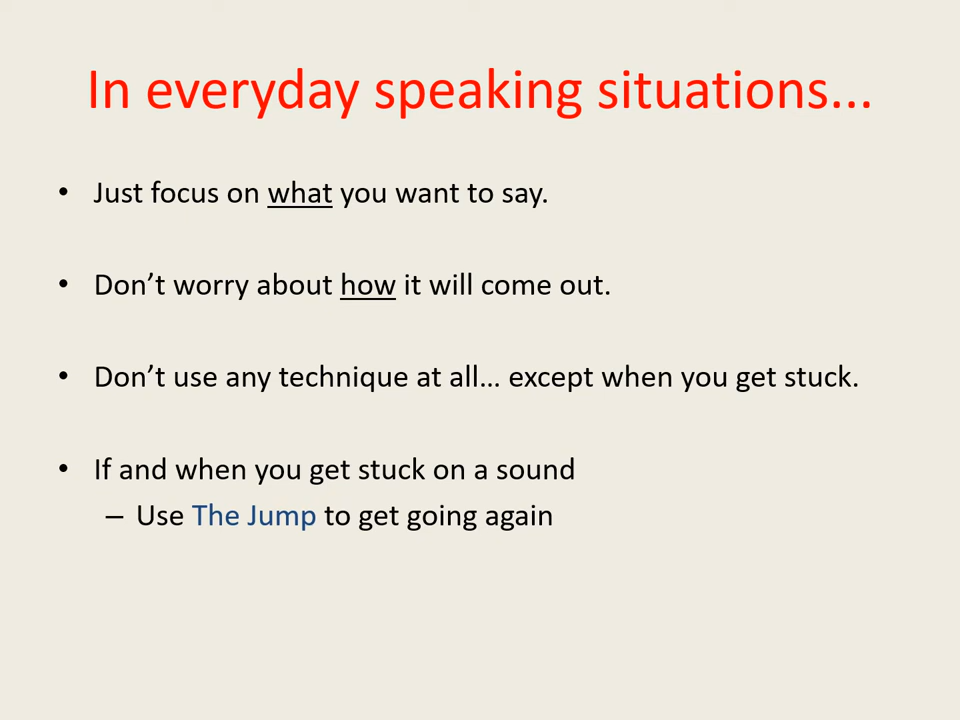 In everyday speaking situations...
• Just focus on what you want to say.
• Don’t worry about how it will come out.
• Don’t use any technique at all… except when you get stuck.
• If and when you get stuck on a sound
– Use The Jump to get going again